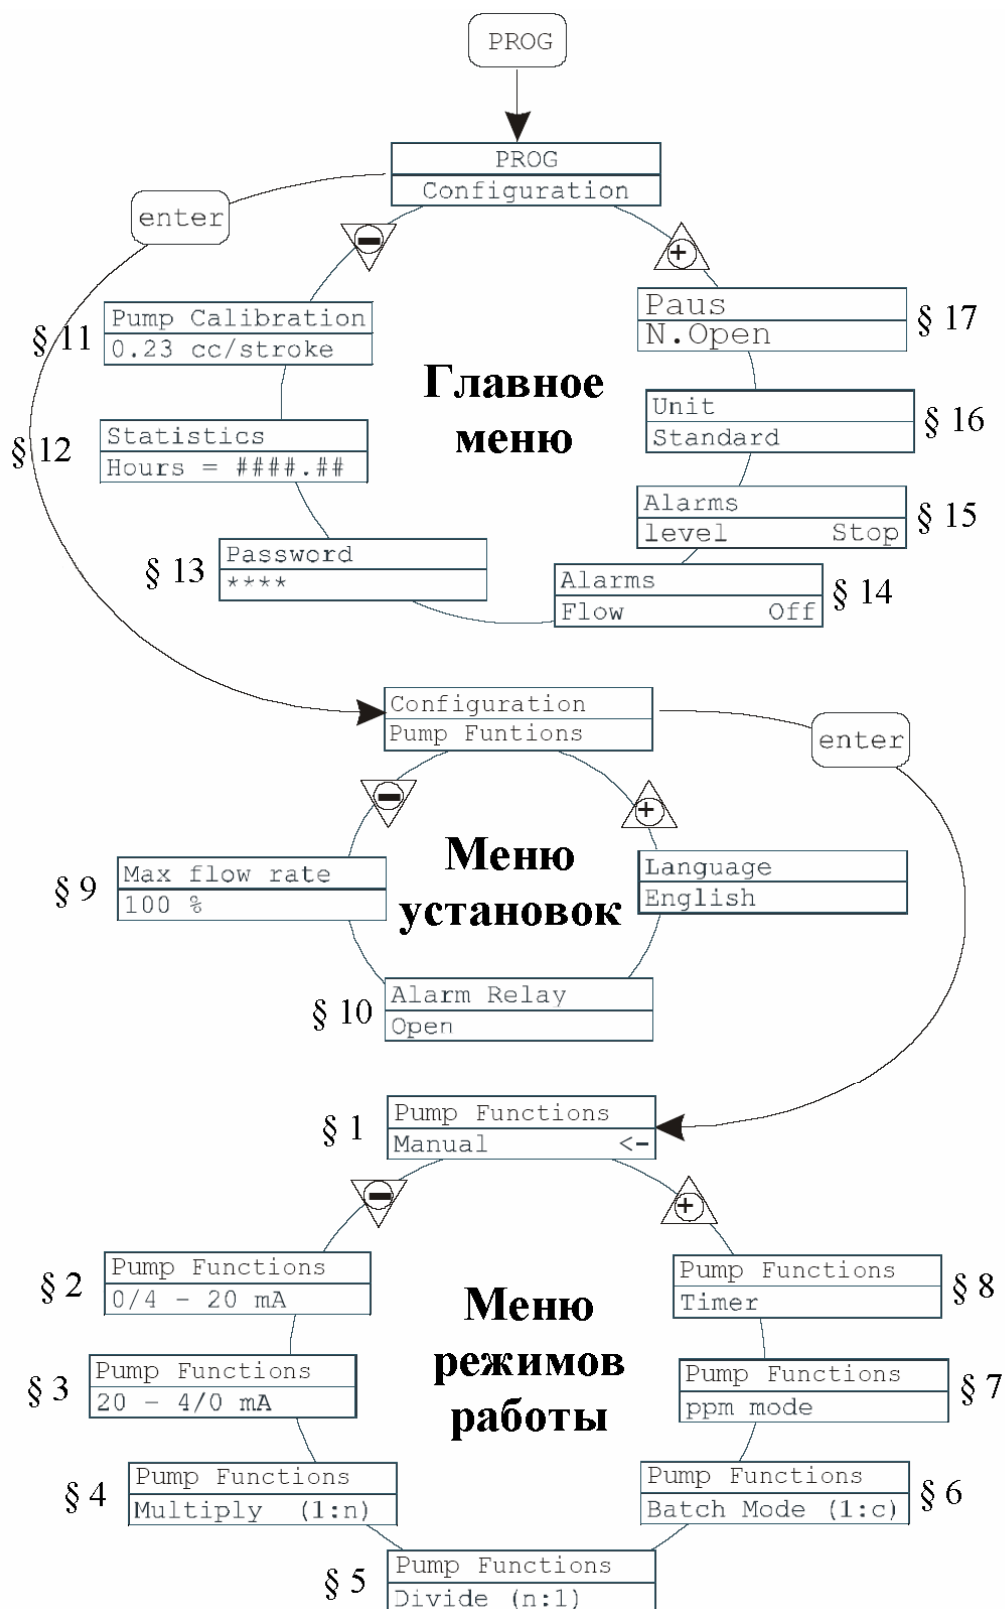 PROG
PROG
Configuration
enter
§ 11
Pump Calibration
0.23 cc/stroke
Paus
N.Open
§ 17
Главное
меню
§ 12
Statistics
Hours = ####.##
Unit
Standard
§ 16
§ 13
Password
****
Alarms
level Stop
§ 15
Alarms
Flow Off
§ 14
Configuration
Pump Funtions
enter
Меню
установок
§ 9
Max flow rate
100 %
Language
English
§ 10
Alarm Relay
Open
§ 1
Pump Functions
Manual <-
§ 2
Pump Functions
0/4 - 20 mA
Pump Functions
Timer
§ 8
Меню
режимов
работы
§ 3
Pump Functions
20 - 4/0 mA
Pump Functions
ppm mode
§ 7
§ 4
Pump Functions
Multiply (1:n)
Pump Functions
Batch Mode (1:c)
§ 6
§ 5
Pump Functions
Divide (n:1)